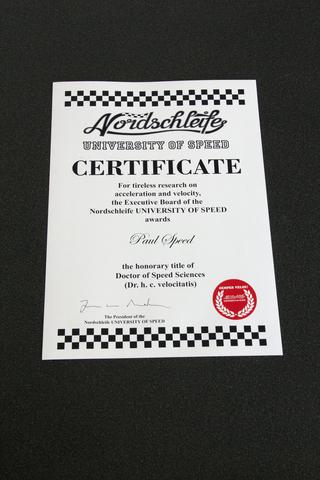 Nordschleife
UNIVERSITY OF SPEED
CERTIFICATE
For tireless research on
acceleration and velocity,
the Executive Board of the
Nordschleife UNIVERSITY OF SPEED
awards
Paul Speed
the honorary title of
Doctor of Speed Sciences
(Dr. h. c. velocitatis)
SEMPER VELOX!
The President of the
Nordschleife UNIVERSITY OF SPEED